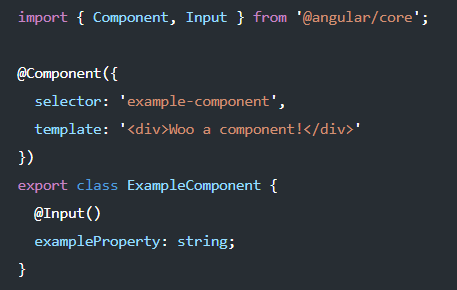 import { Component, Input } from '@angular/core';
@Component({
selector: 'example-component',
template: '<div>Woo a component!</div>'
})
export class ExampleComponent {
@Input()
exampleProperty: string;
}